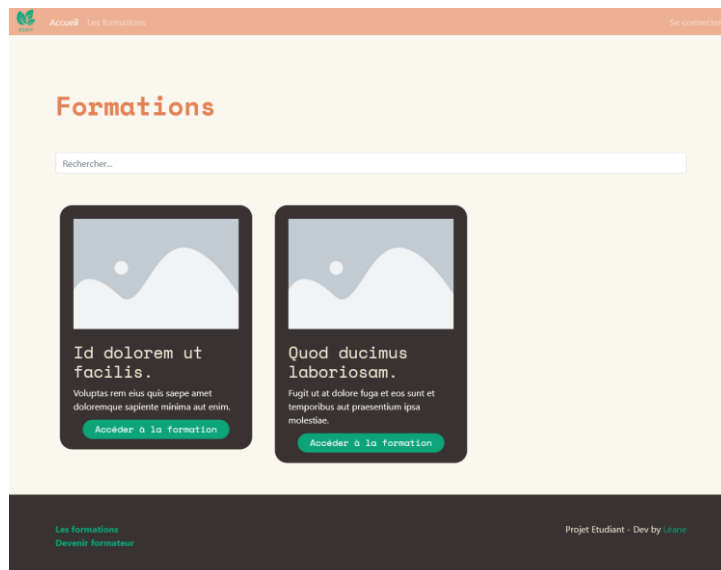 Accueil Les formations Se connecter
Formations
Rechercher...
Id dolorem ut
facilis.
Voluptas rem eius quis saepe amet
doloremque sapiente minima aut enim.
Accéder à la formation
Quod ducimus
laboriosam.
Fugit ut at dolore fuga et eos sunt et
temporibus aut praesentium ipsa
molestiae.
Accéder à la formation
Les formations
Devenir formateur
Projet Etudiant - Dev by Léane